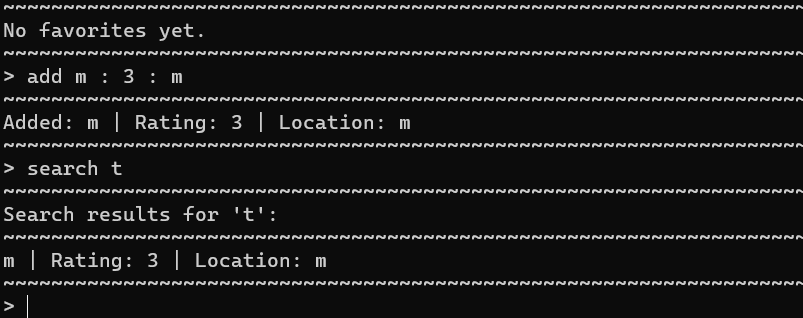 ~~~~~~~~~~~~~~~~~~~~~~~~~~~~~~~~~~~~~~~~~~~~~~~~~~~~~~~~~~~~~~~~~~~
No favorites yet.
~~~~~~~~~~~~~~~~~~~~~~~~~~~~~~~~~~~~~~~~~~~~~~~~~~~~~~~~~~~~~~~~~~~
> add m : 3 : m
~~~~~~~~~~~~~~~~~~~~~~~~~~~~~~~~~~~~~~~~~~~~~~~~~~~~~~~~~~~~~~~~~~~
Added: m | Rating: 3 | Location: m
~~~~~~~~~~~~~~~~~~~~~~~~~~~~~~~~~~~~~~~~~~~~~~~~~~~~~~~~~~~~~~~~~~~
> search t
~~~~~~~~~~~~~~~~~~~~~~~~~~~~~~~~~~~~~~~~~~~~~~~~~~~~~~~~~~~~~~~~~~~
Search results for 't':
~~~~~~~~~~~~~~~~~~~~~~~~~~~~~~~~~~~~~~~~~~~~~~~~~~~~~~~~~~~~~~~~~~~
m | Rating: 3 | Location: m
~~~~~~~~~~~~~~~~~~~~~~~~~~~~~~~~~~~~~~~~~~~~~~~~~~~~~~~~~~~~~~~~~~~
>